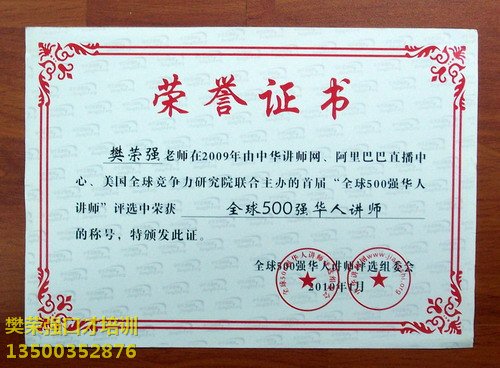 荣誉证书
樊荣强老师在2009年由中华讲师网、阿里巴巴直播中
心、美国全球竞争力研究院联合主办的首届“全球500强华人
讲师”评选中荣获 全球500强华人讲师
的称号，特颁发此证。
全球500强华人讲师评选组委会
2010年1月
樊荣强口才培训
13500352876